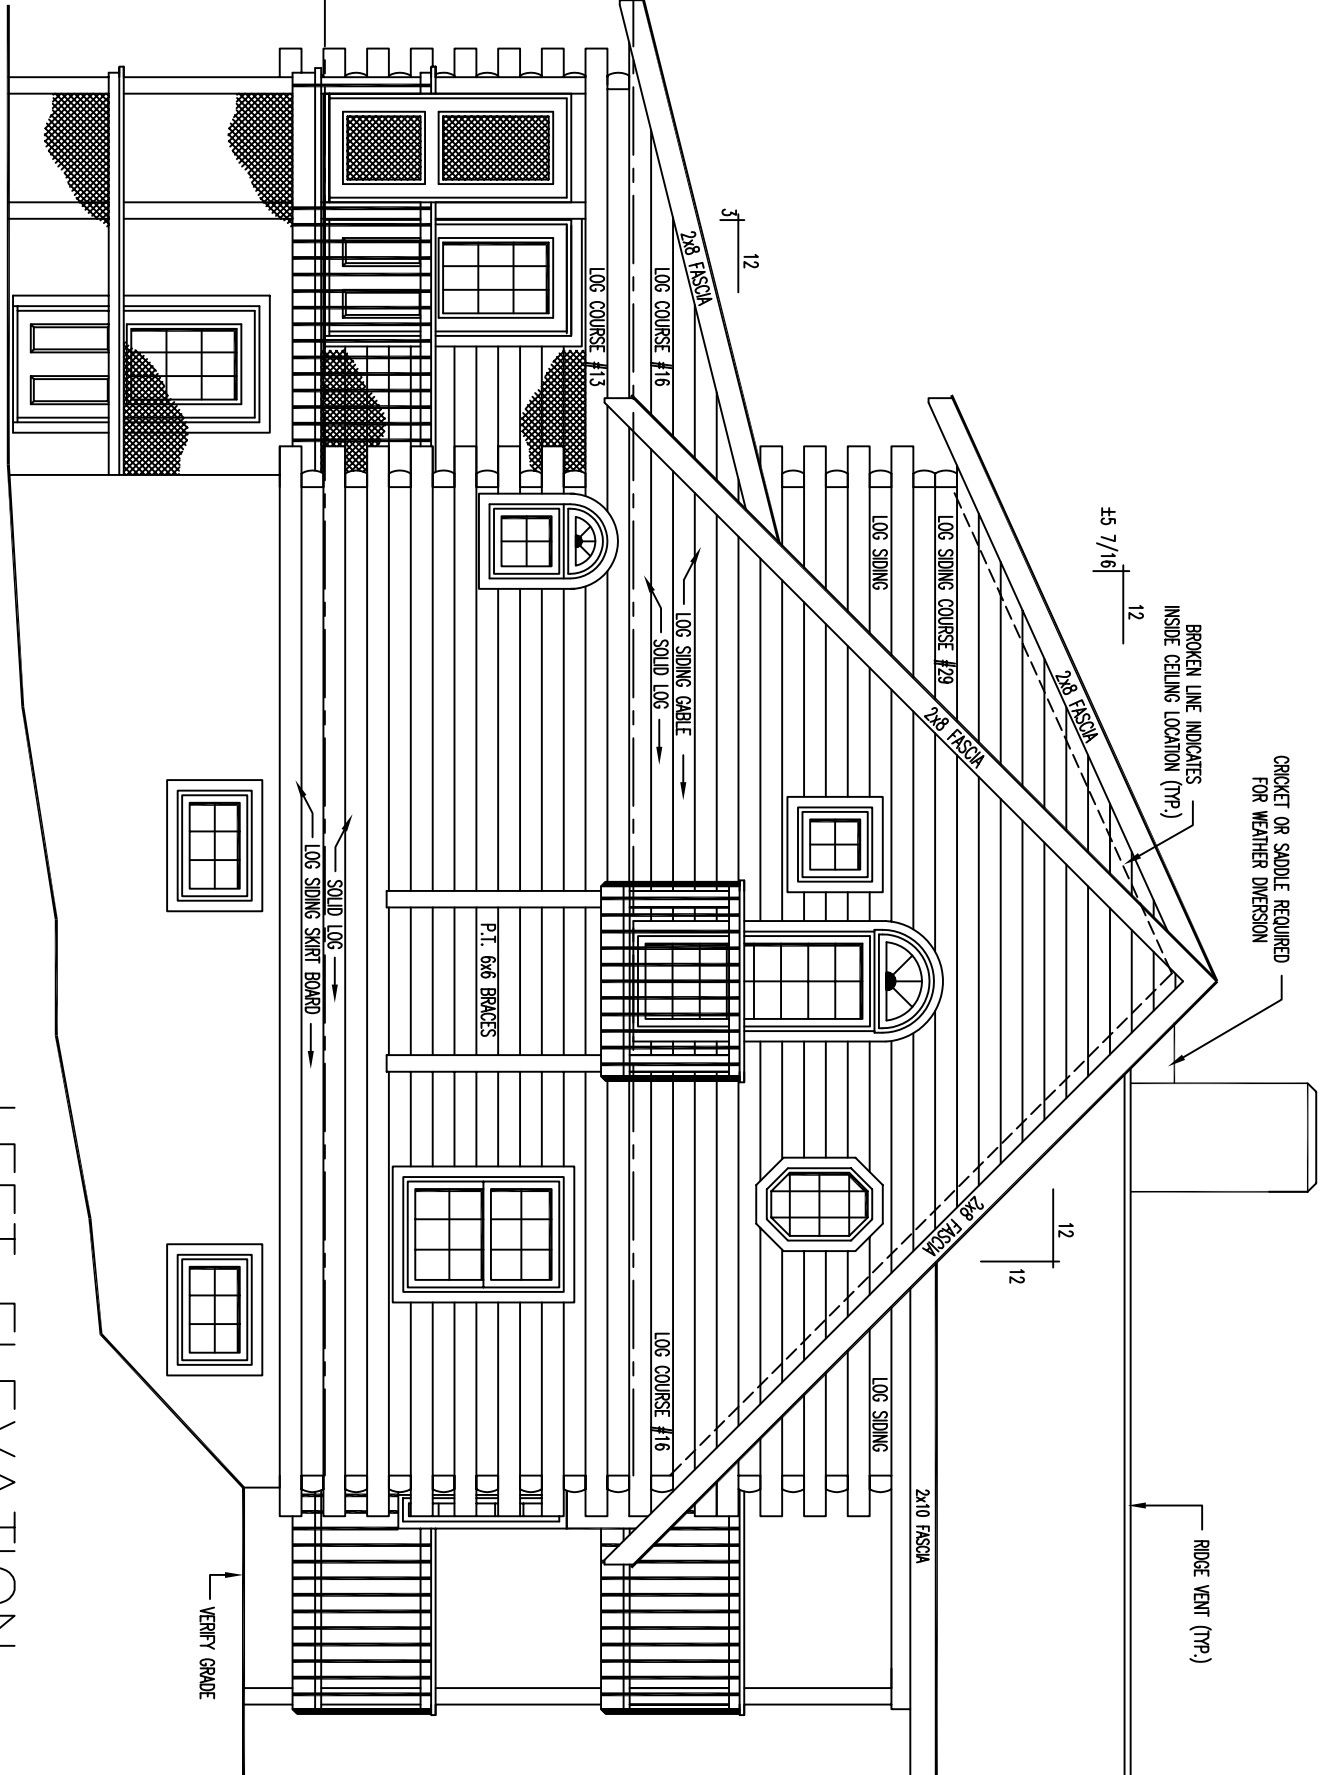 CRICKET OR SADDLE REQUIRED
FOR WEATHER DIVERSION
BROKEN LINE INDICATES
INSIDE CEILING LOCATION (TYP.)
RIDGE VENT (TYP.)
12
±5 7/16
2x8 FASCIA
12
12
2x8 FASCIA
2x8 FASCIA
LOG SIDING COURSE #29
2x10 FASCIA
LOG SIDING
LOG SIDING
12
3
2x8 FASCIA
LOG SIDING GABLE
SOLID LOG
LOG COURSE #16
LOG COURSE #16
LOG COURSE #13
P.T. 6x6 BRACES
SOLID LOG
LOG SIDING SKIRT BOARD
VERIFY GRADE
LEFT ELEVATION